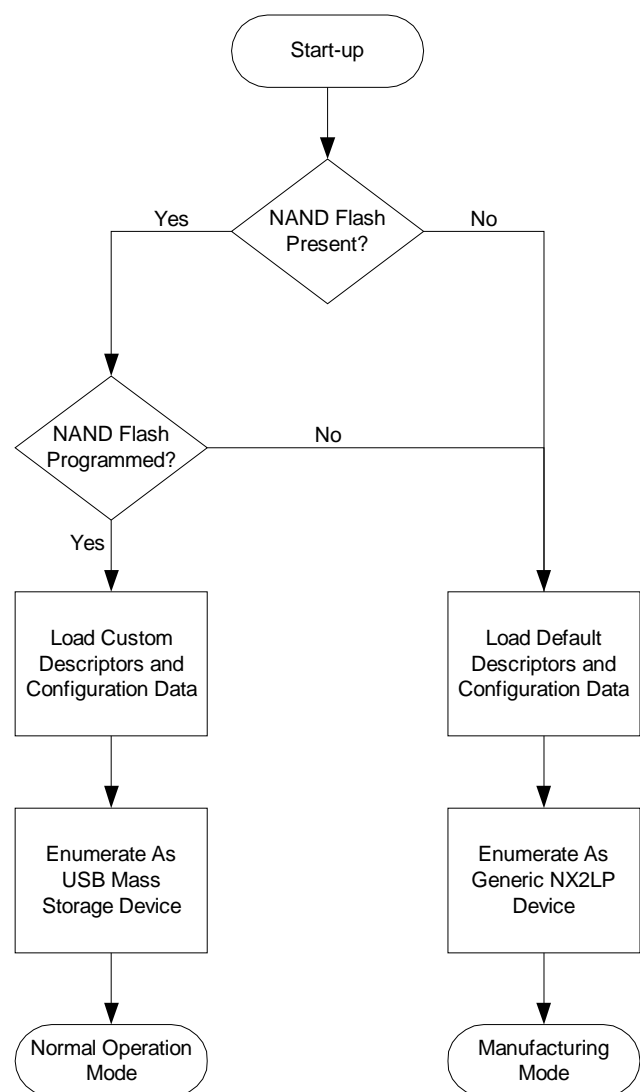 Start-up
NAND Flash
Present?
Yes
No
NAND Flash
Programmed?
No
Yes
Load Custom
Descriptors and
Configuration Data
Load Default
Descriptors and
Configuration Data
Enumerate As
USB Mass
Storage Device
Enumerate As
Generic NX2LP
Device
Normal Operation
Mode
Manufacturing
Mode